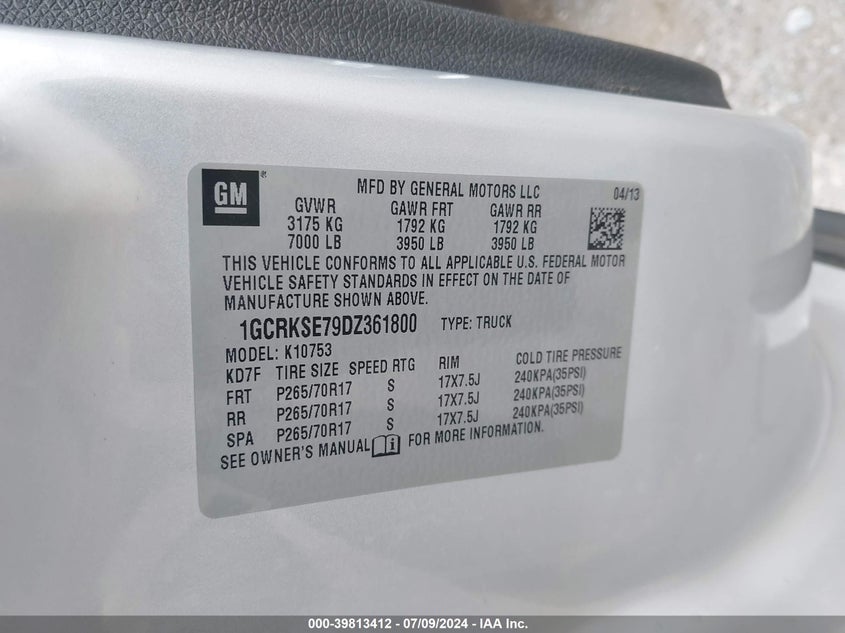 GM
MFD BY GENERAL MOTORS LLC 04/13
GVWR GAWR FRT GAWR RR
3175 KG 1792 KG 1792 KG
7000 LB 3950 LB 3950 LB
THIS VEHICLE CONFORMS TO ALL APPLICABLE U.S. FEDERAL MOTOR
VEHICLE SAFETY STANDARDS IN EFFECT ON THE DATE OF
MANUFACTURE SHOWN ABOVE.
1GCRKSE79DZ361800 TYPE: TRUCK
MODEL: K10753
KD7F TIRE SIZE SPEED RTG RIM COLD TIRE PRESSURE
FRT P265/70R17 S 17X7.5J 240KPA(35PSI)
RR P265/70R17 S 17X7.5J 240KPA(35PSI)
SPA P265/70R17 S 17X7.5J 240KPA(35PSI)
SEE OWNER'S MANUAL i FOR MORE INFORMATION.
000-39813412 - 07/09/2024 - IAA Inc.